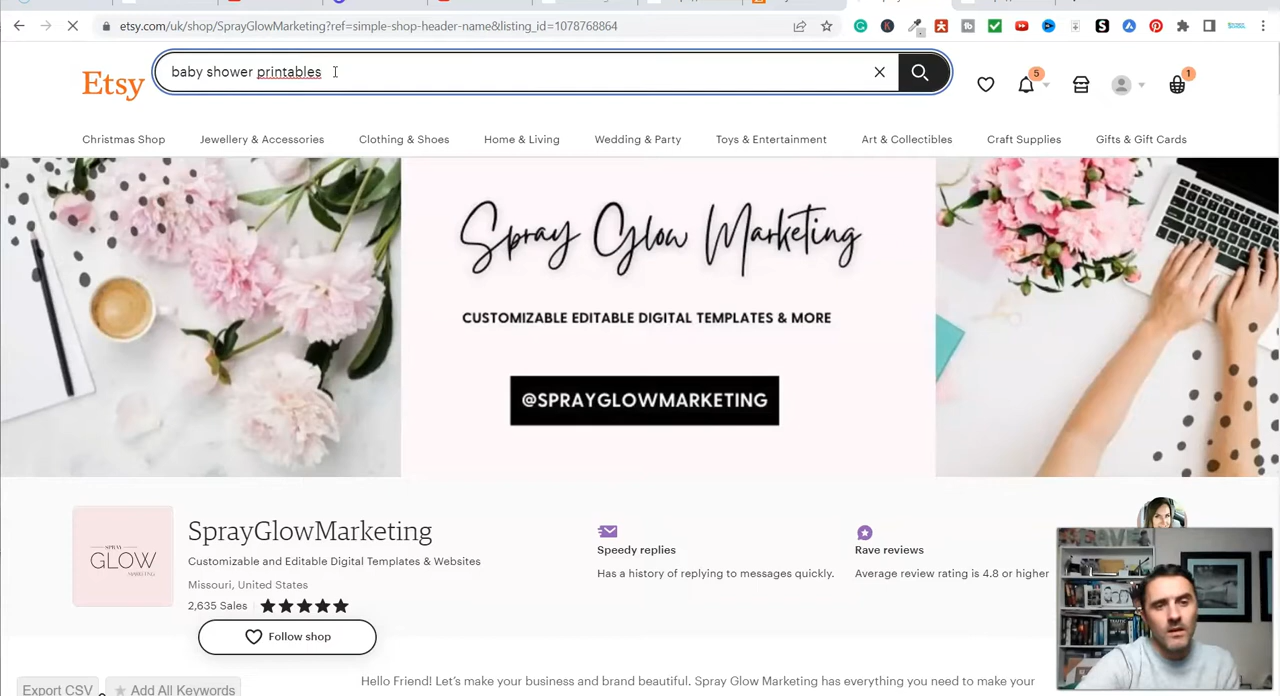 etsy.com/uk/shop/SprayGlowMarketing?ref=simple-shop-header-name&listing_id=1078768864
Etsy
baby shower printables
5
1
Christmas Shop
Jewellery & Accessories
Clothing & Shoes
Home & Living
Wedding & Party
Toys & Entertainment
Art & Collectibles
Craft Supplies
Gifts & Gift Cards
Spray Glow Marketing
CUSTOMIZABLE EDITABLE DIGITAL TEMPLATES & MORE
@SPRAYGLOWMARKETING
SPRAY
GLOW
MARKETING
SprayGlowMarketing
Customizable and Editable Digital Templates & Websites
Missouri, United States
2,635 Sales
Follow shop
Speedy replies
Has a history of replying to messages quickly.
Rave reviews
Average review rating is 4.8 or higher
Export CSV
Add All Keywords
Hello Friend! Let's make your business and brand beautiful. Spray Glow Marketing has everything you need to make your